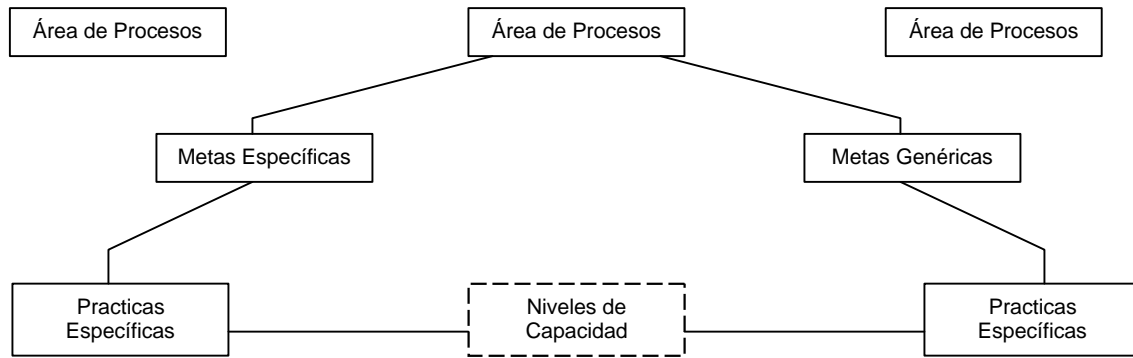 Área de Procesos
Área de Procesos
Área de Procesos
Metas Específicas
Metas Genéricas
Practicas
Específicas
Niveles de
Capacidad
Practicas
Específicas